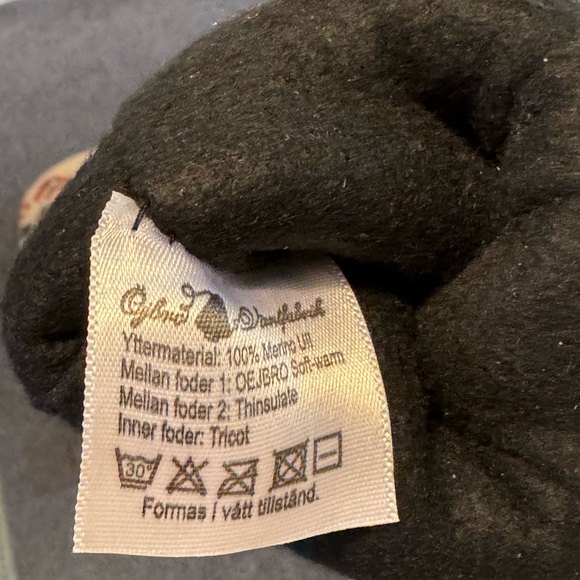 Öjbro Vantfabrik
Yttermaterial: 100% Merino Ull
Mellan foder 1: OEJBRO Soft-warm
Mellan foder 2: Thinsulate
Inner foder: Tricot
30°
Formas i vått tillstånd.